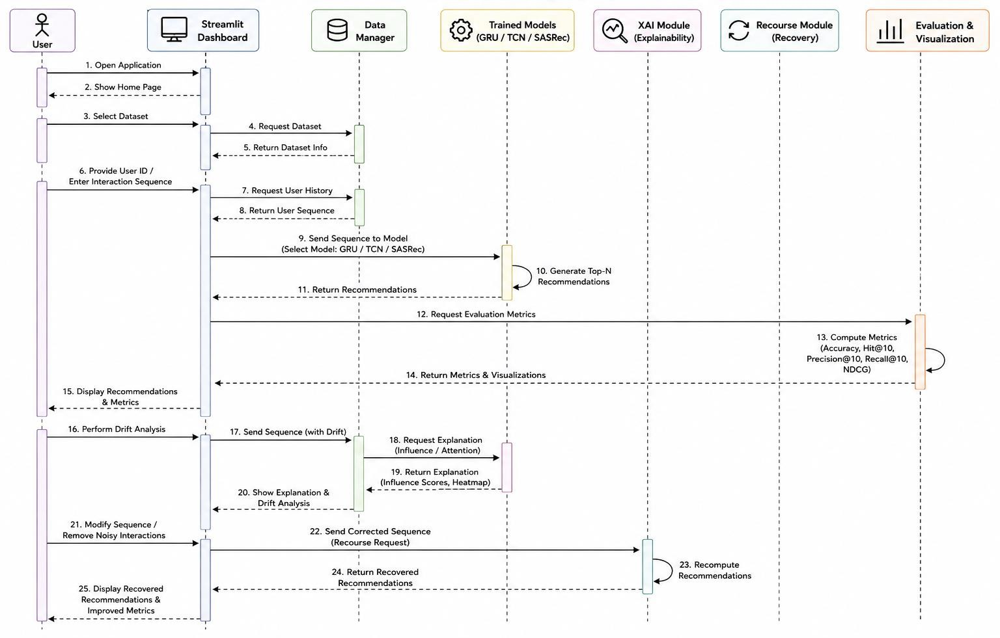 User
Streamlit
Dashboard
Data
Manager
Trained Models
(GRU / TCN / SASRec)
XAI Module
(Explainability)
Recourse Module
(Recovery)
Evaluation &
Visualization
1. Open Application
2. Show Home Page
3. Select Dataset
4. Request Dataset
5. Return Dataset Info
6. Provide User ID /
Enter Interaction Sequence
7. Request User History
8. Return User Sequence
9. Send Sequence to Model
(Select Model: GRU / TCN / SASRec)
10. Generate Top-N
Recommendations
11. Return Recommendations
12. Request Evaluation Metrics
13. Compute Metrics
(Accuracy, Hit@10,
Precision@10, Recall@10,
NDCG)
14. Return Metrics & Visualizations
15. Display Recommendations
& Metrics
16. Perform Drift Analysis
17. Send Sequence (with Drift)
18. Request Explanation
(Influence / Attention)
19. Return Explanation
(Influence Scores, Heatmap)
20. Show Explanation &
Drift Analysis
21. Modify Sequence /
Remove Noisy Interactions
22. Send Corrected Sequence
(Recourse Request)
23. Recompute
Recommendations
24. Return Recovered
Recommendations
25. Display Recovered
Recommendations &
Improved Metrics